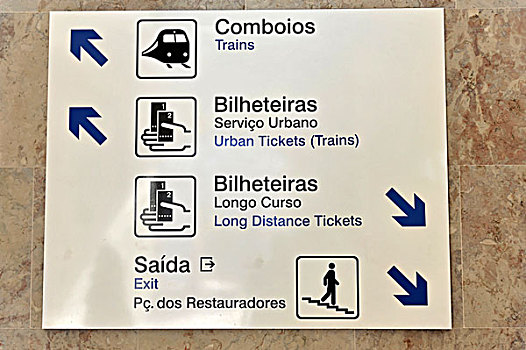 Comboios
Trains
Bilheteiras
Serviço Urbano
Urban Tickets (Trains)
Bilheteiras
Longo Curso
Long Distance Tickets
Saída
Exit
Pç. dos Restauradores